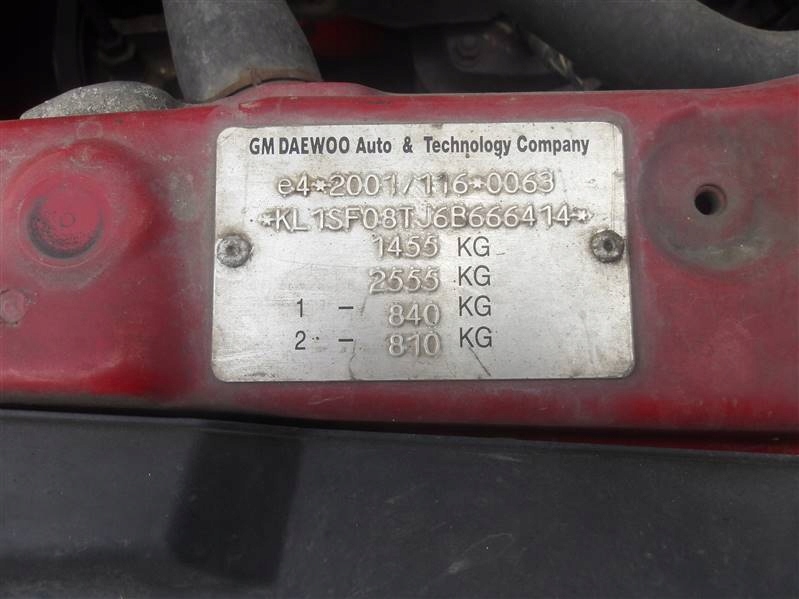 GM DAEWOO Auto & Technology Company
e4*2001/116*0063
*KL1SF08TJ6B666414*
1455 KG
2555 KG
1 – 840 KG
2 – 810 KG